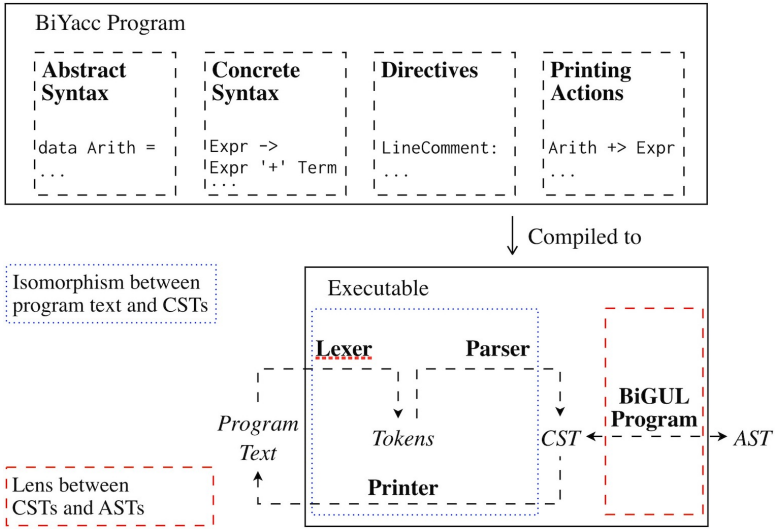 BiYacc Program
Abstract
Syntax
data Arith =
...
Concrete
Syntax
Expr ->
Expr '+' Term
...
Directives
LineComment:
...
Printing
Actions
Arith +> Expr
...
Compiled to
Isomorphism between
program text and CSTs
Executable
Lexer
Parser
BiGUL
Program
Program
Text
Tokens
CST
AST
Printer
Lens between
CSTs and ASTs